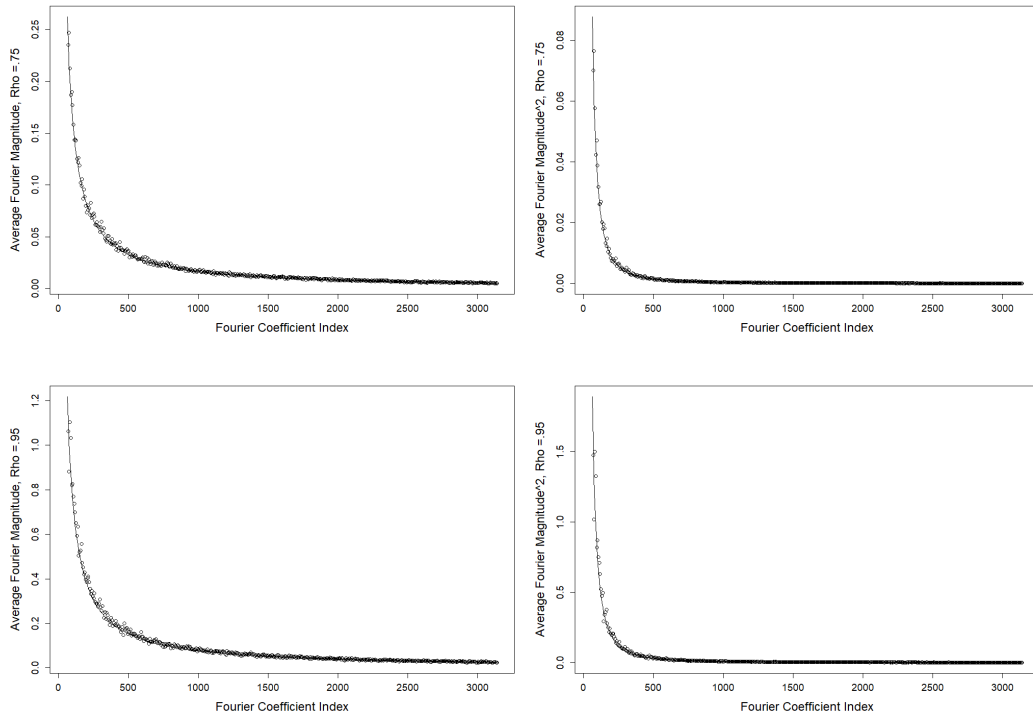 Average Fourier Magnitude, Rho =.75
0.25
0.20
0.15
0.10
0.05
0.00
0 500 1000 1500 2000 2500 3000
Fourier Coefficient Index
Average Fourier Magnitude^2, Rho =.75
0.08
0.06
0.04
0.02
0.00
0 500 1000 1500 2000 2500 3000
Fourier Coefficient Index
Average Fourier Magnitude, Rho =.95
1.2
1.0
0.8
0.6
0.4
0.2
0.0
0 500 1000 1500 2000 2500 3000
Fourier Coefficient Index
Average Fourier Magnitude^2, Rho =.95
1.5
1.0
0.5
0.0
0 500 1000 1500 2000 2500 3000
Fourier Coefficient Index